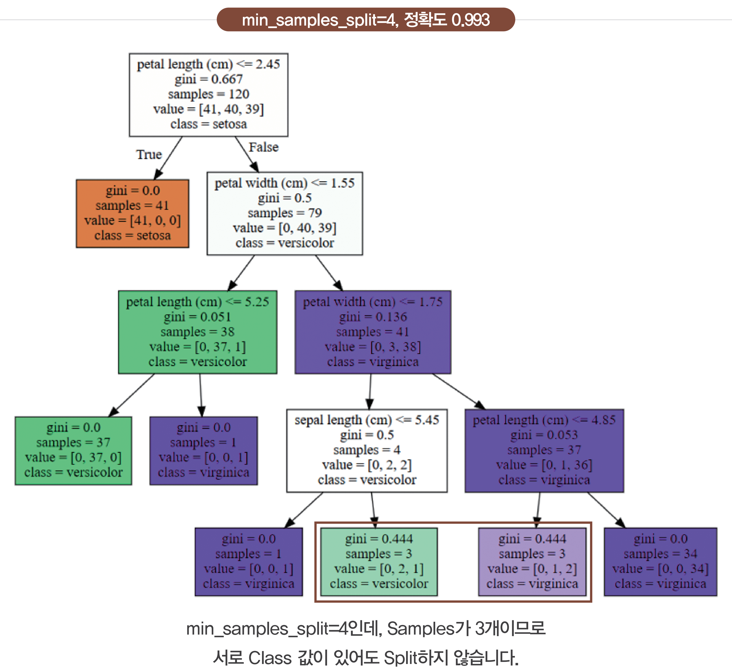 min_samples_split=4, 정확도 0.993
petal length (cm) <= 2.45
gini = 0.667
samples = 120
value = [41, 40, 39]
class = setosa
True
False
gini = 0.0
samples = 41
value = [41, 0, 0]
class = setosa
petal width (cm) <= 1.55
gini = 0.5
samples = 79
value = [0, 40, 39]
class = versicolor
petal length (cm) <= 5.25
gini = 0.051
samples = 38
value = [0, 37, 1]
class = versicolor
petal width (cm) <= 1.75
gini = 0.136
samples = 41
value = [0, 3, 38]
class = virginica
gini = 0.0
samples = 37
value = [0, 37, 0]
class = versicolor
gini = 0.0
samples = 1
value = [0, 0, 1]
class = virginica
sepal length (cm) <= 5.45
gini = 0.5
samples = 4
value = [0, 2, 2]
class = versicolor
petal length (cm) <= 4.85
gini = 0.053
samples = 37
value = [0, 1, 36]
class = virginica
gini = 0.0
samples = 1
value = [0, 0, 1]
class = virginica
gini = 0.444
samples = 3
value = [0, 2, 1]
class = versicolor
gini = 0.444
samples = 3
value = [0, 1, 2]
class = virginica
gini = 0.0
samples = 34
value = [0, 0, 34]
class = virginica
min_samples_split=4인데, Samples가 3개이므로
서로 Class 값이 있어도 Split하지 않습니다.